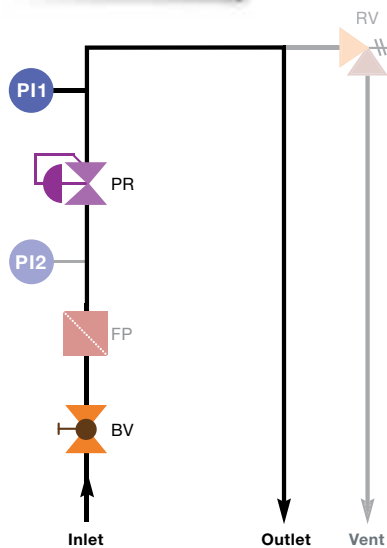 RV
PI1
PR
PI2
FP
BV
Inlet
Outlet
Vent